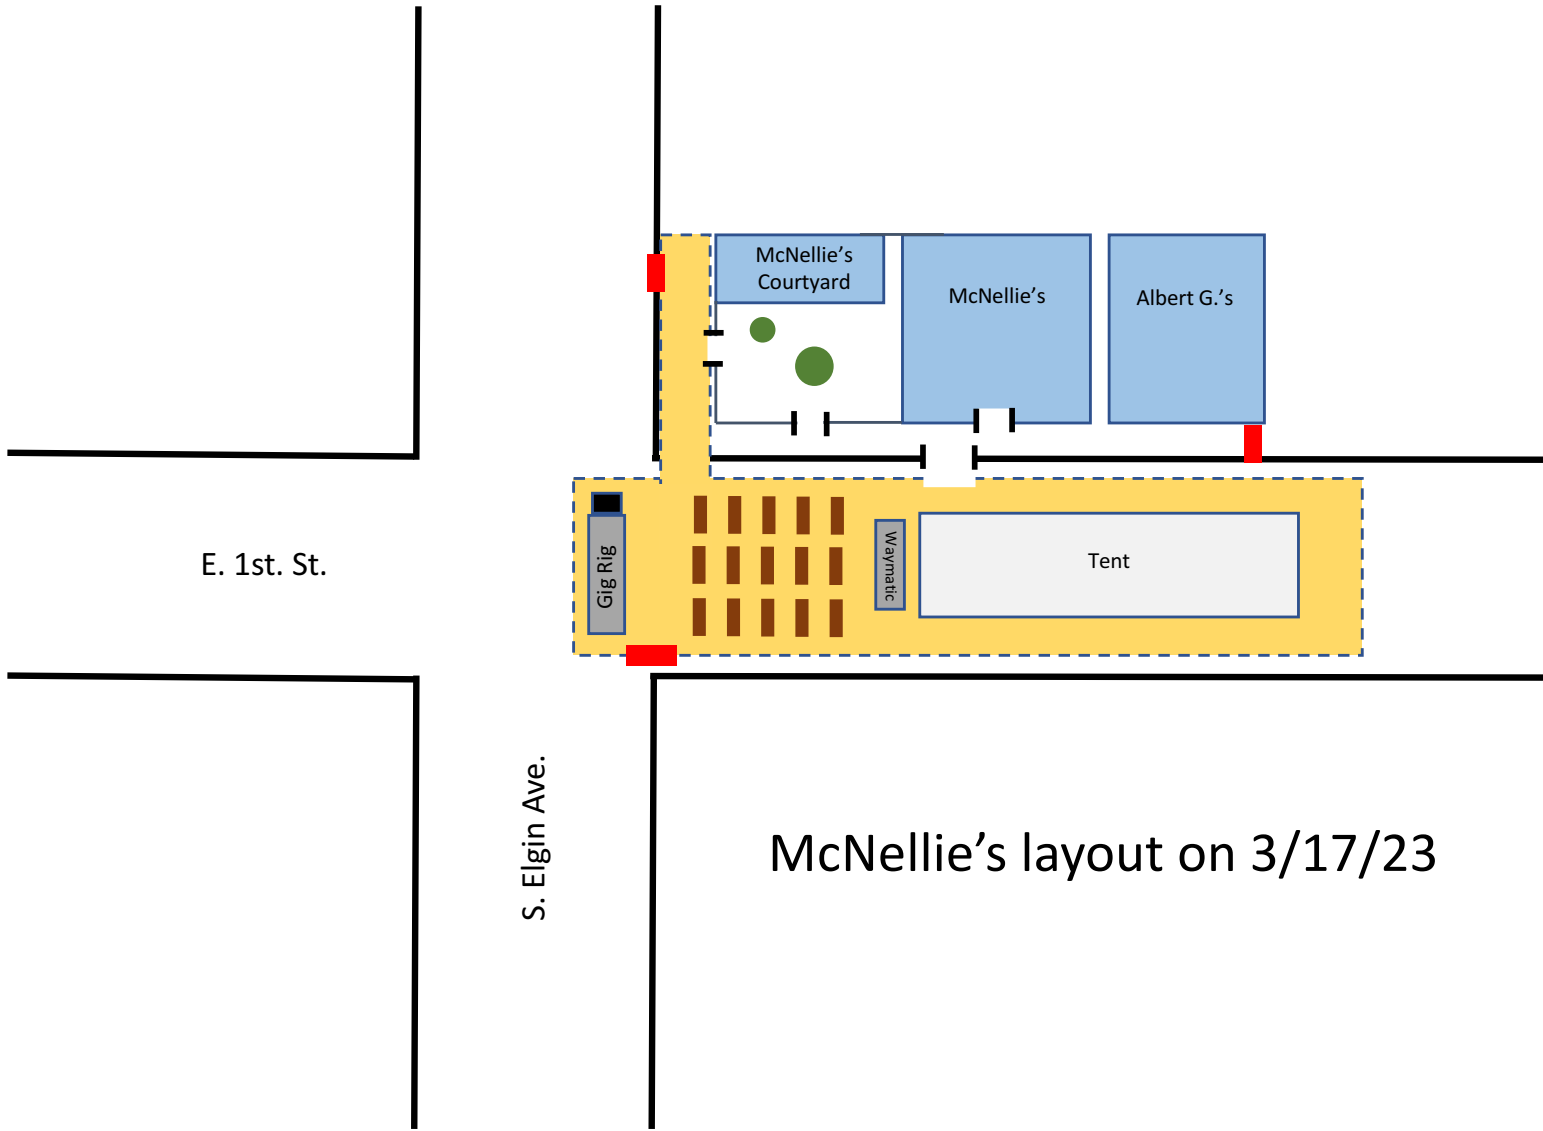 McNellie’s
Courtyard
McNellie’s
Albert G.’s
E. 1st. St.
Gig Rig
Waymatic
Tent
S. Elgin Ave.
McNellie’s layout on 3/17/23